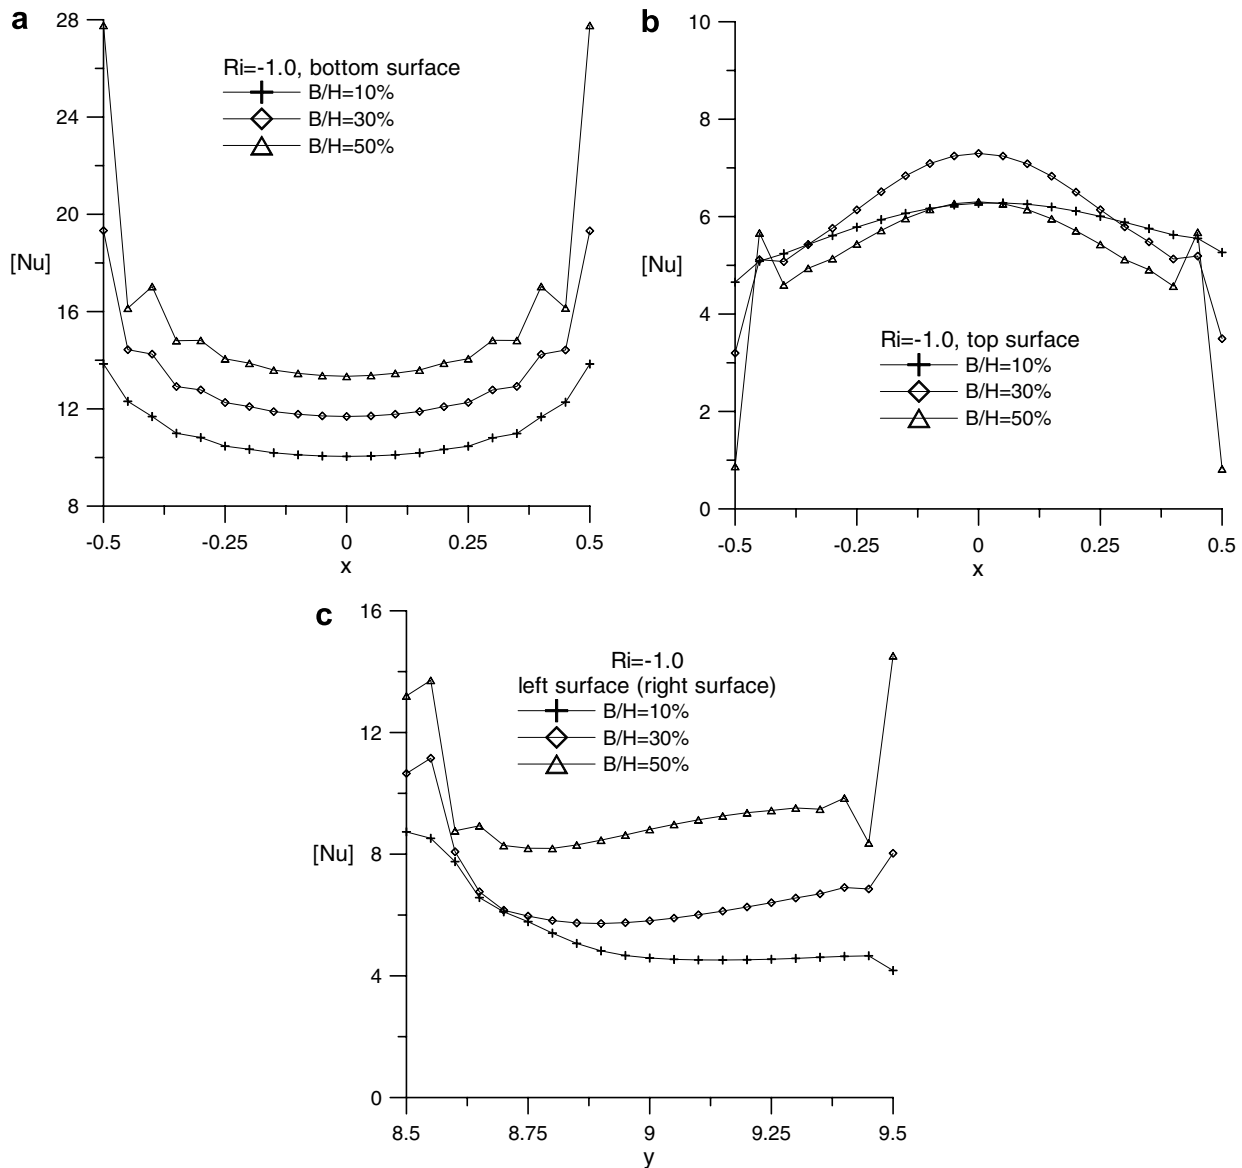 a
28
24
20
[Nu]
16
12
8
-0.5
-0.25
0
0.25
0.5
x
Ri=-1.0, bottom surface
B/H=10%
B/H=30%
B/H=50%
b
10
8
6
[Nu]
4
2
0
-0.5
-0.25
0
0.25
0.5
x
Ri=-1.0, top surface
B/H=10%
B/H=30%
B/H=50%
c
16
12
[Nu]
8
4
0
8.5
8.75
9
9.25
9.5
y
Ri=-1.0
left surface (right surface)
B/H=10%
B/H=30%
B/H=50%